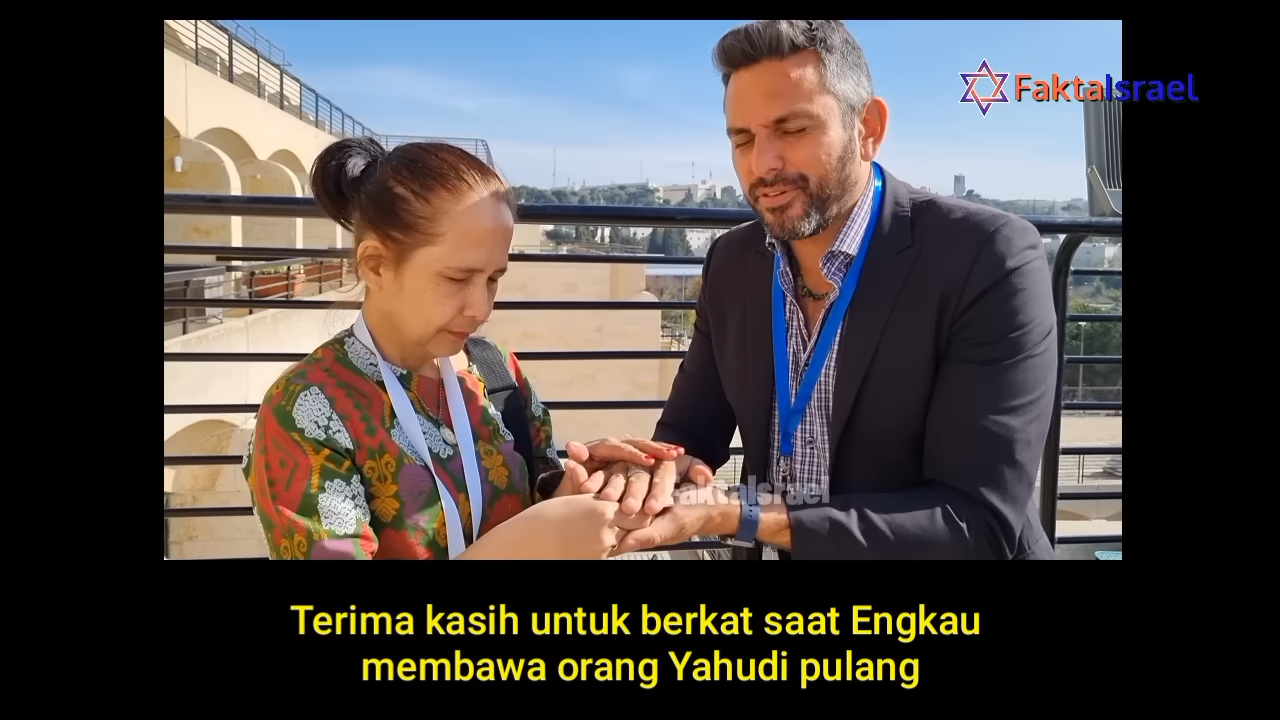 FaktaIsrael
FaktaIsrael
Terima kasih untuk berkat saat Engkau
membawa orang Yahudi pulang